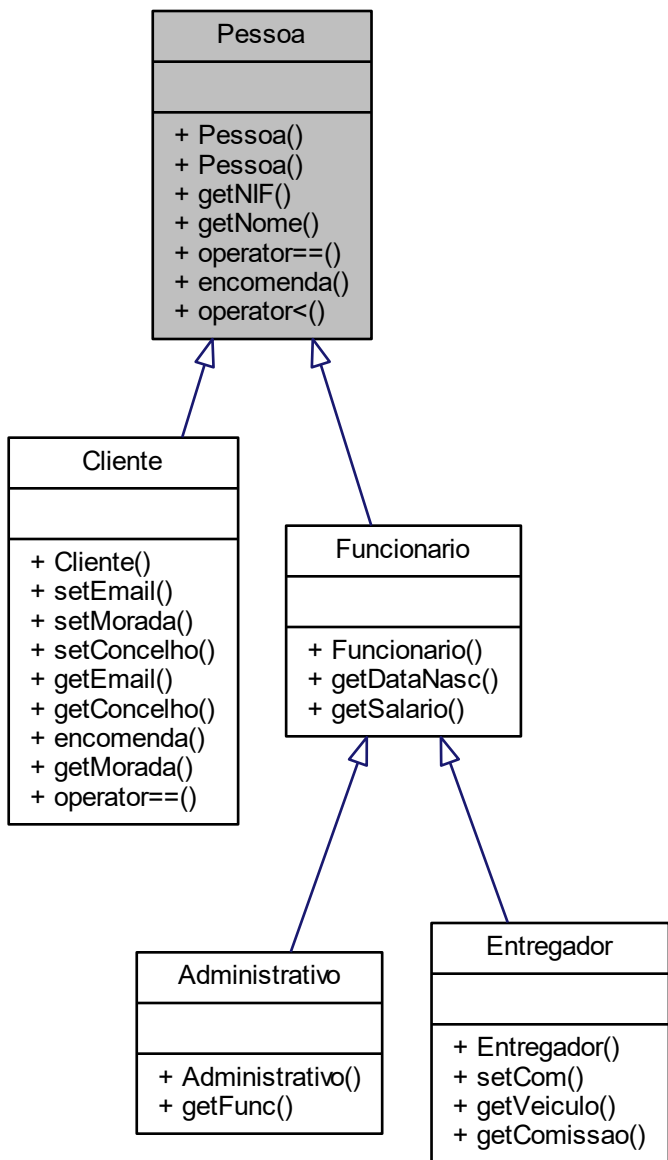 Pessoa
+ Pessoa()
+ Pessoa()
+ getNIF()
+ getNome()
+ operator==()
+ encomenda()
+ operator<()
Cliente
+ Cliente()
+ setEmail()
+ setMorada()
+ setConcelho()
+ getEmail()
+ getConcelho()
+ encomenda()
+ getMorada()
+ operator==()
Funcionario
+ Funcionario()
+ getDataNasc()
+ getSalario()
Administrativo
+ Administrativo()
+ getFunc()
Entregador
+ Entregador()
+ setCom()
+ getVeiculo()
+ getComissao()